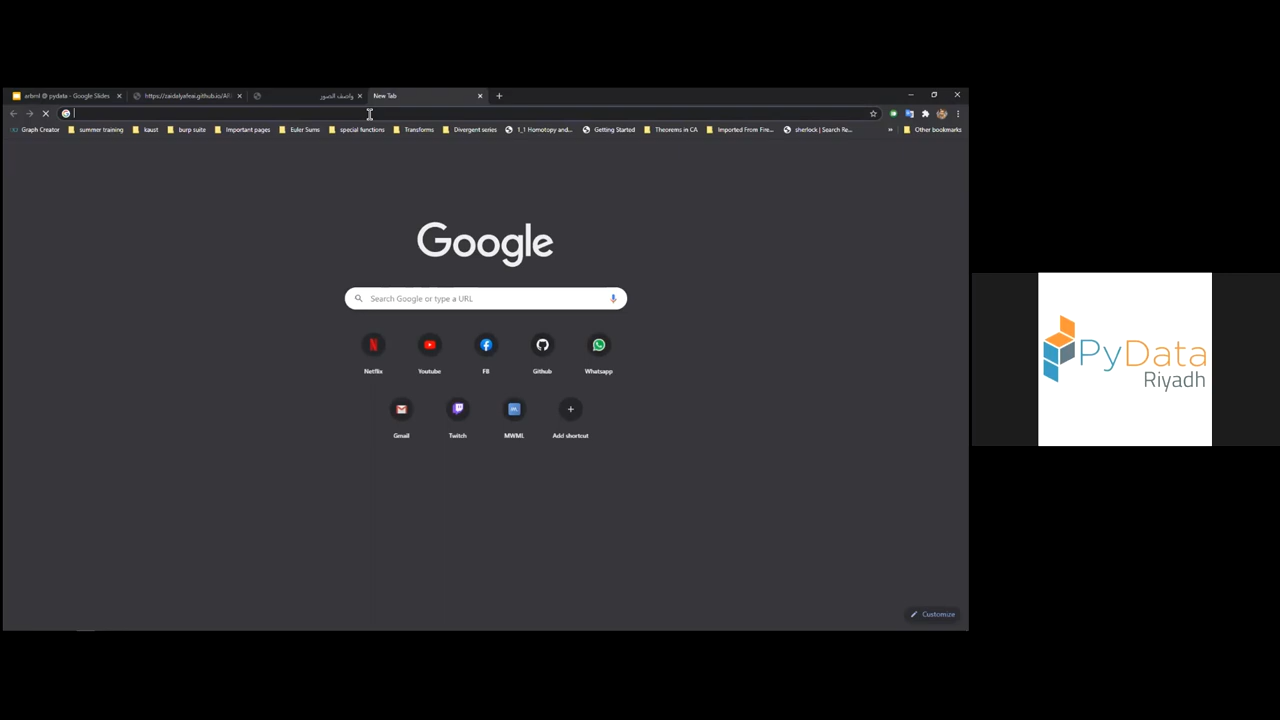 arbml @ pydata - Google Slides
https://zaidalyafeai.github.io/AR
واصف الصور
New Tab
Graph Creator
summer training
kaust
burp suite
Important pages
Euler Sums
special functions
Transforms
Divergent series
1_1 Homotopy and...
Getting Started
Theorems in CA
Imported From Fire...
sherlock | Search Re...
»
Other bookmarks
Google
Search Google or type a URL
Netflix
Youtube
FB
Github
Whatsapp
Gmail
Twitch
MWML
Add shortcut
Customize
PyData
Riyadh